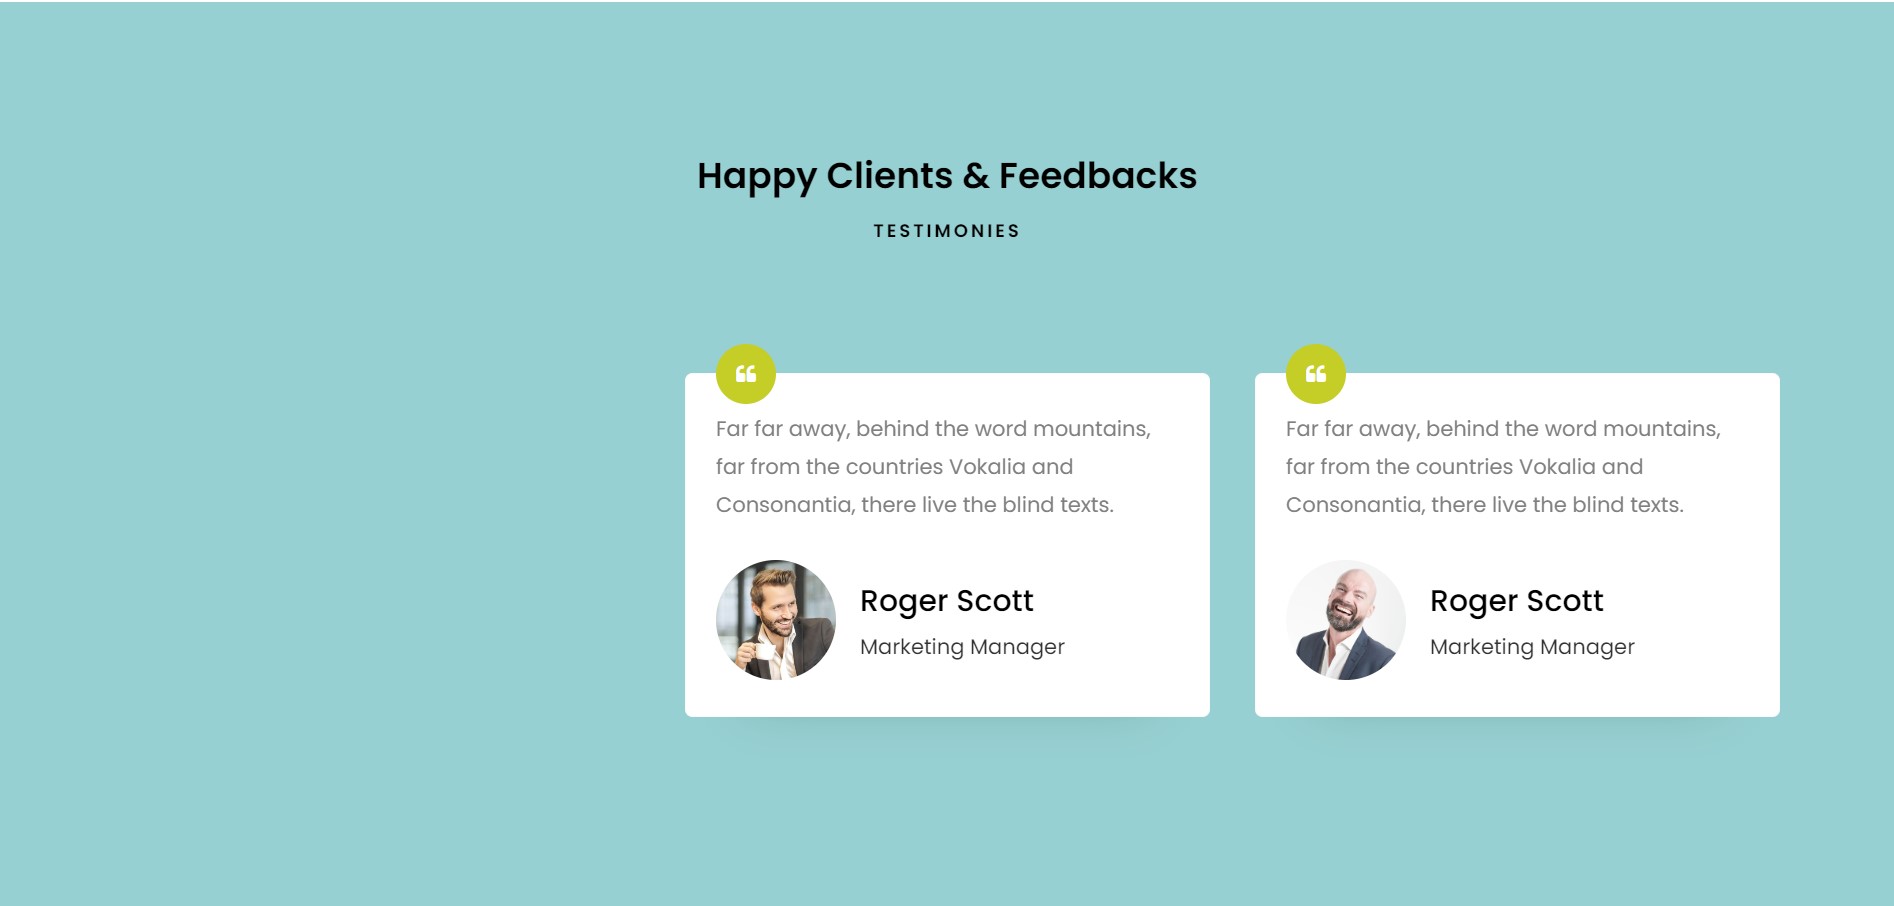 Happy Clients & Feedbacks
TESTIMONIES
Far far away, behind the word mountains,
far from the countries Vokalia and
Consonantia, there live the blind texts.
Roger Scott
Marketing Manager
Far far away, behind the word mountains,
far from the countries Vokalia and
Consonantia, there live the blind texts.
Roger Scott
Marketing Manager